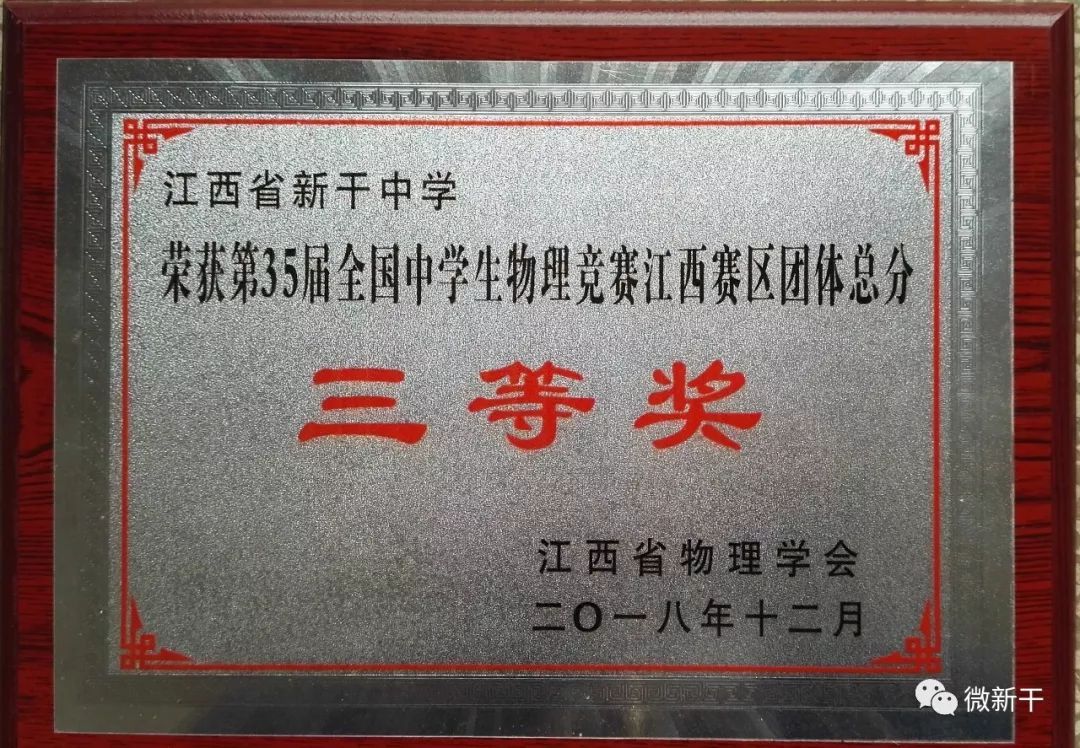 江西省新干中学
荣获第35届全国中学生物理竞赛江西赛区团体总分
三等奖
江西省物理学会
二〇一八年十二月
微新干